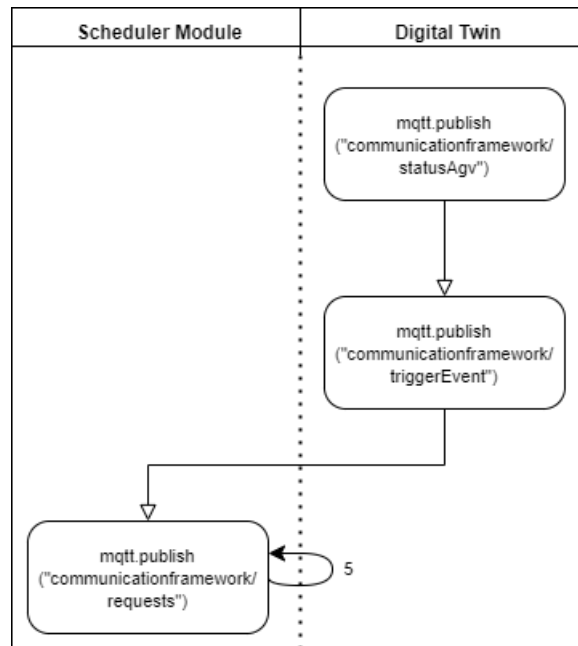 Scheduler Module
Digital Twin
mqtt.publish
("communicationframework/
statusAgv")
mqtt.publish
("communicationframework/
triggerEvent")
mqtt.publish
("communicationframework/
requests")
5